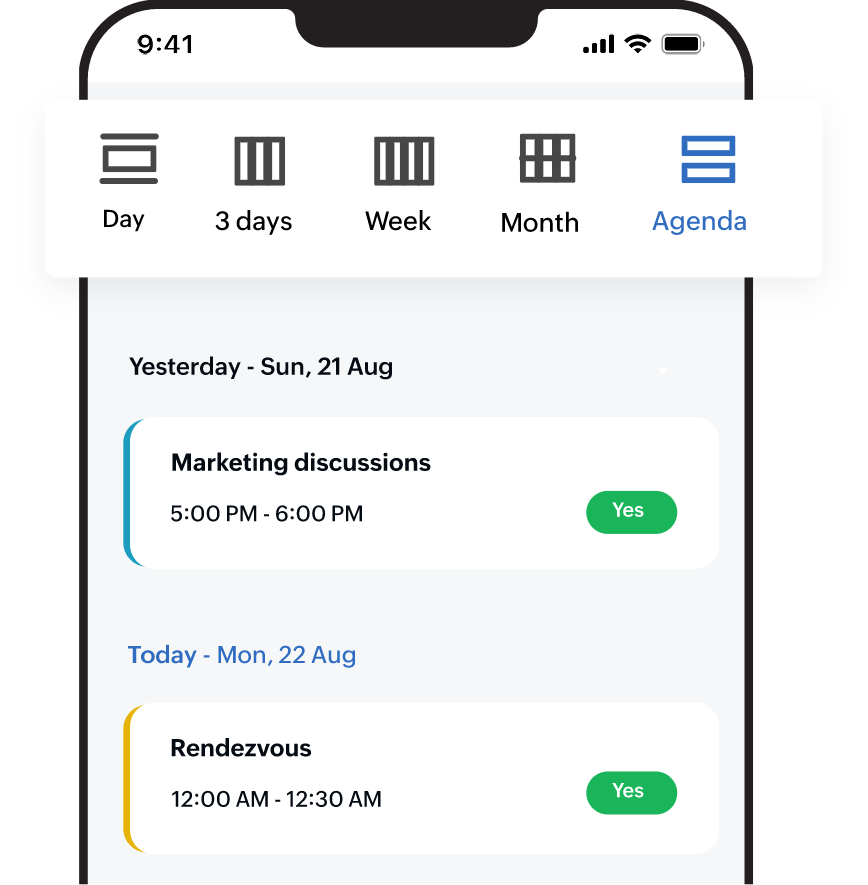 9:41
Day 3 days Week Month Agenda
Yesterday - Sun, 21 Aug
Marketing discussions
5:00 PM - 6:00 PM Yes
Today - Mon, 22 Aug
Rendezvous
12:00 AM - 12:30 AM Yes